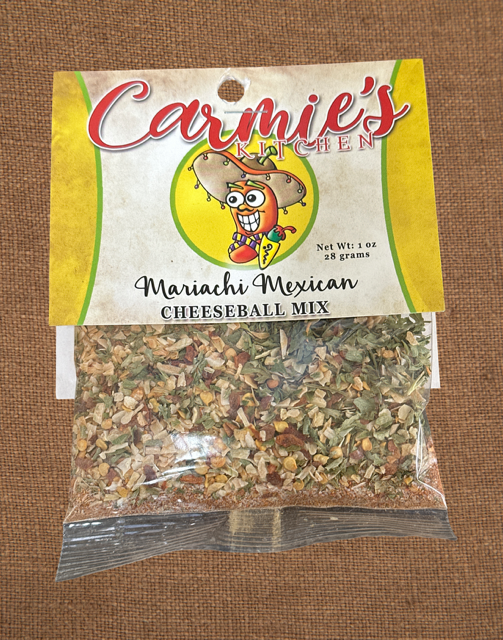 Carmie's
KITCHEN
Net Wt: 1 oz
28 grams
Mariachi Mexican
CHEESEBALL MIX